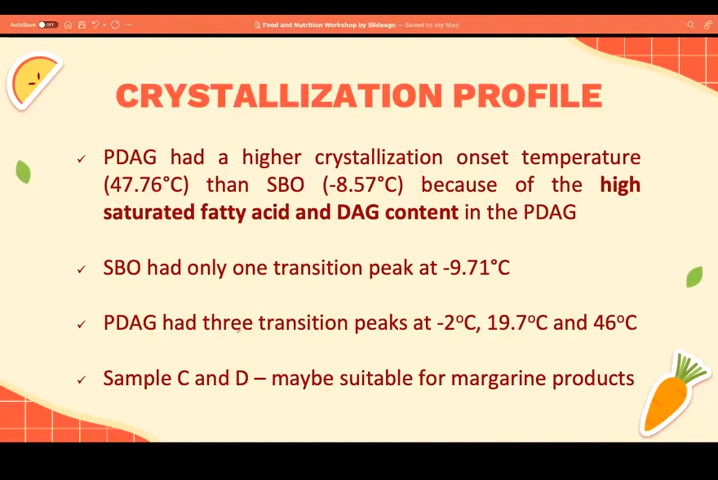 AutoSave OFF
Food and Nutrition Workshop by Slidesgo — Saved to my Mac
CRYSTALLIZATION PROFILE
✓ PDAG had a higher crystallization onset temperature
(47.76°C) than SBO (-8.57°C) because of the high
saturated fatty acid and DAG content in the PDAG
✓ SBO had only one transition peak at -9.71°C
✓ PDAG had three transition peaks at -2°C, 19.7°C and 46°C
✓ Sample C and D – maybe suitable for margarine products